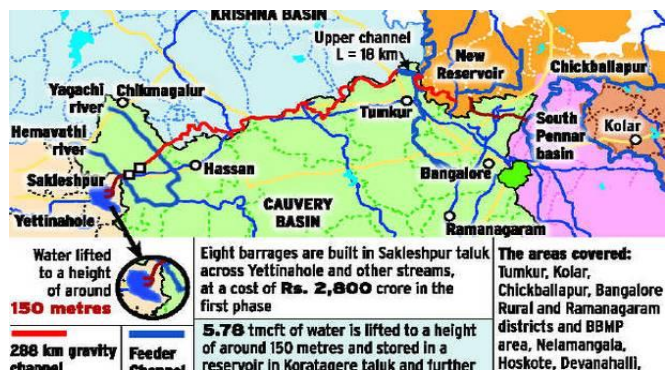 KRISHNA BASIN
Upper channel
L = 18 km
New
Reservoir
Chickballapur
Yagachi
river
Chikmagalur
Tumkur
Hemavathi
river
South
Pennar
basin
Kolar
Hassan
Sakleshpur
Bangalore
CAUVERY
BASIN
Yettinahole
Ramanagaram
Water lifted
to a height
of around
150 metres
Eight barrages are built in Sakleshpur taluk
across Yettinahole and other streams,
at a cost of Rs. 2,800 crore in the
first phase
The areas covered:
Tumkur, Kolar,
Chickballapur, Bangalore
Rural and Ramanagaram
districts and BBMP
area, Nelamangala,
Hoskote, Devanahalli,
288 km gravity
channel
Feeder
Channel
5.78 tmcft of water is lifted to a height
of around 150 metres and stored in a
reservoir in Koratagere taluk and further